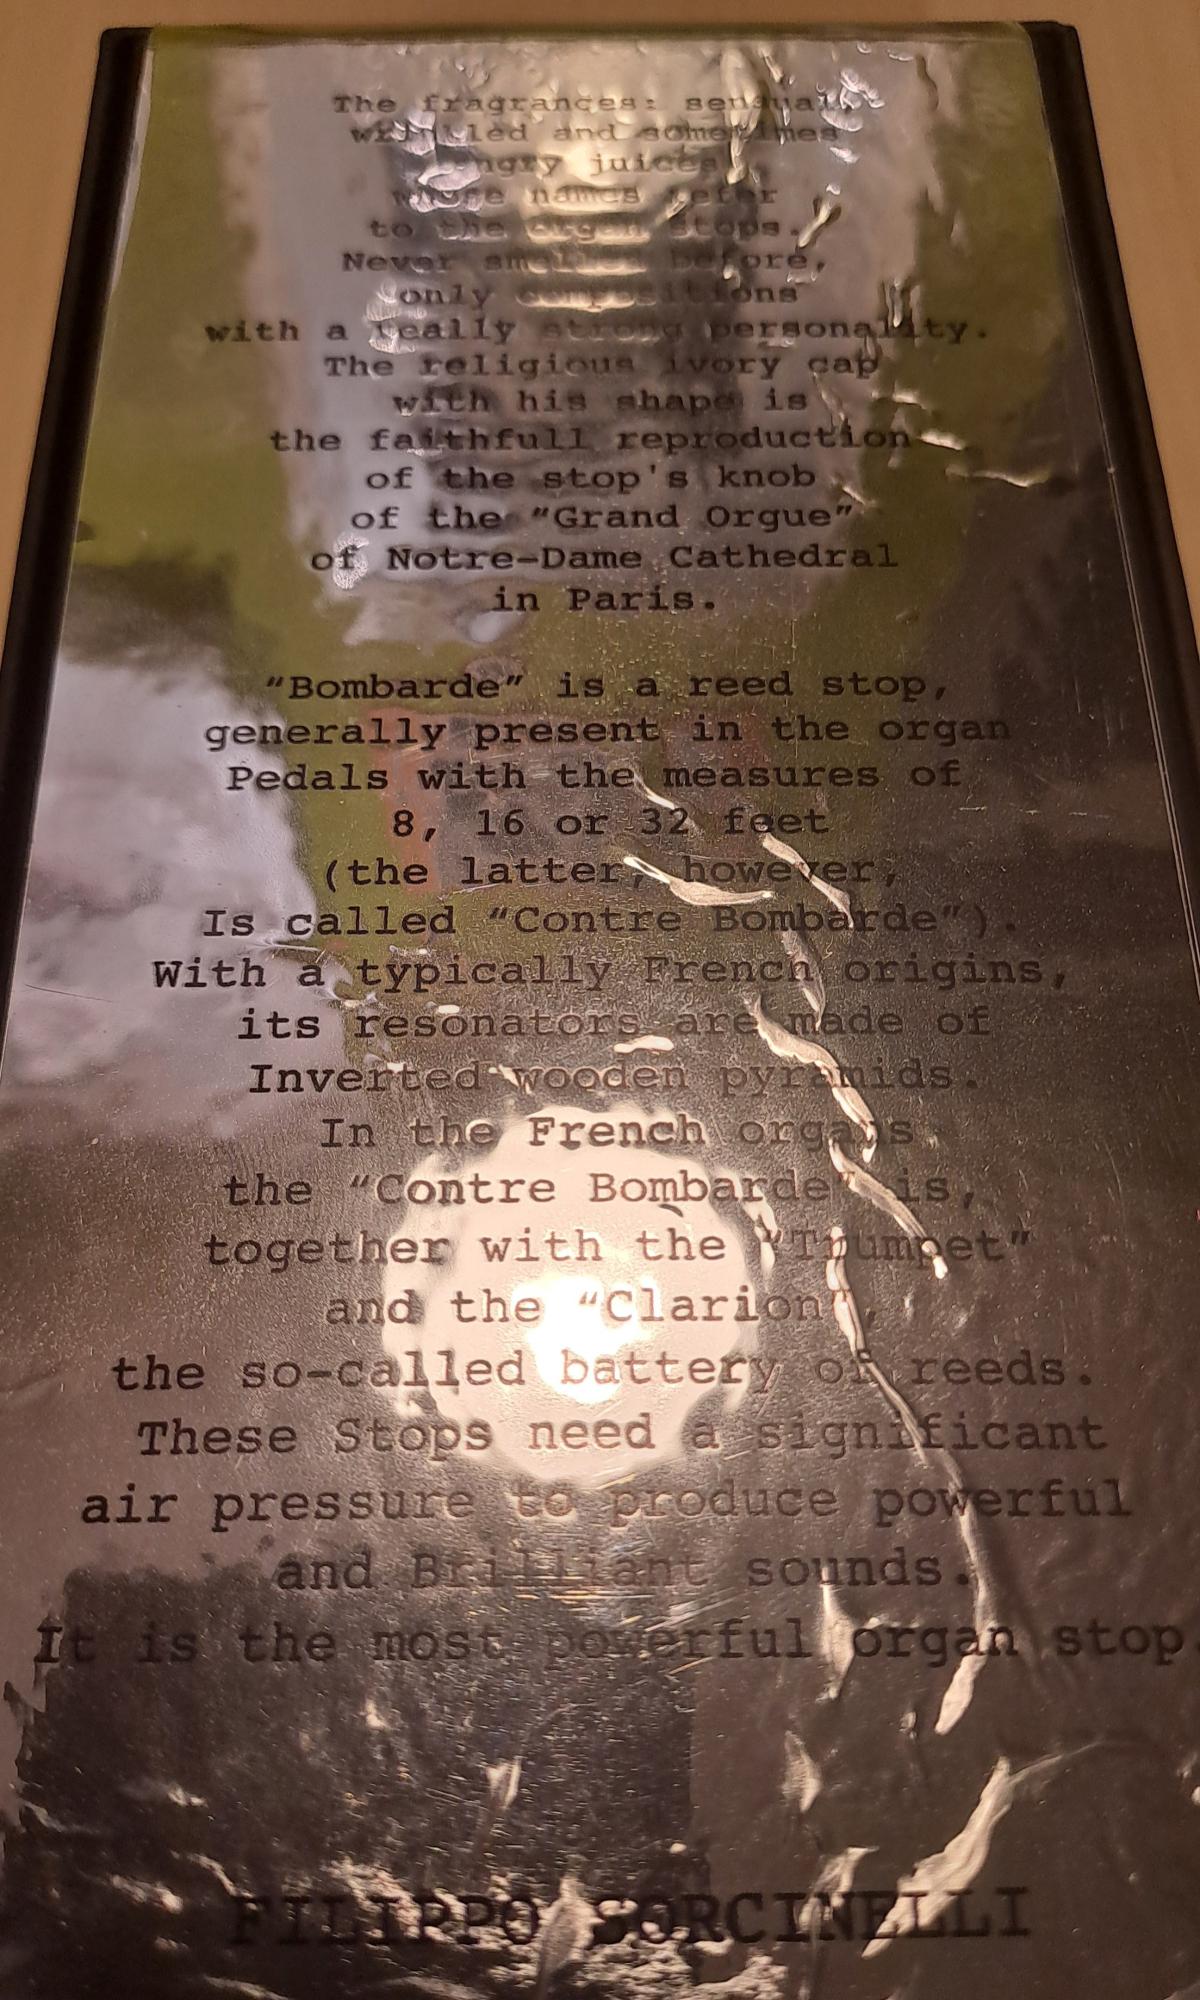 The fragrances: sensual,
wrinkled and sometimes
angry juices,
whose names refer
to the organ stops.
Never smelled before,
only compositions
with a really strong personality.
The religious ivory cap
with his shape is
the faithfull reproduction
of the stop's knob
of the “Grand Orgue”
of Notre-Dame Cathedral
in Paris.
“Bombarde” is a reed stop,
generally present in the organ
Pedals with the measures of
8, 16 or 32 feet
(the latter, however,
Is called “Contre Bombarde”).
With a typically French origins,
its resonators are made of
Inverted wooden pyramids.
In the French organs
the “Contre Bombarde” is,
together with the “Trumpet”
and the “Clarion”,
the so-called battery of reeds.
These Stops need a significant
air pressure to produce powerful
and Brilliant sounds.
It is the most powerful organ stop
FILIPPO SORCINELLI